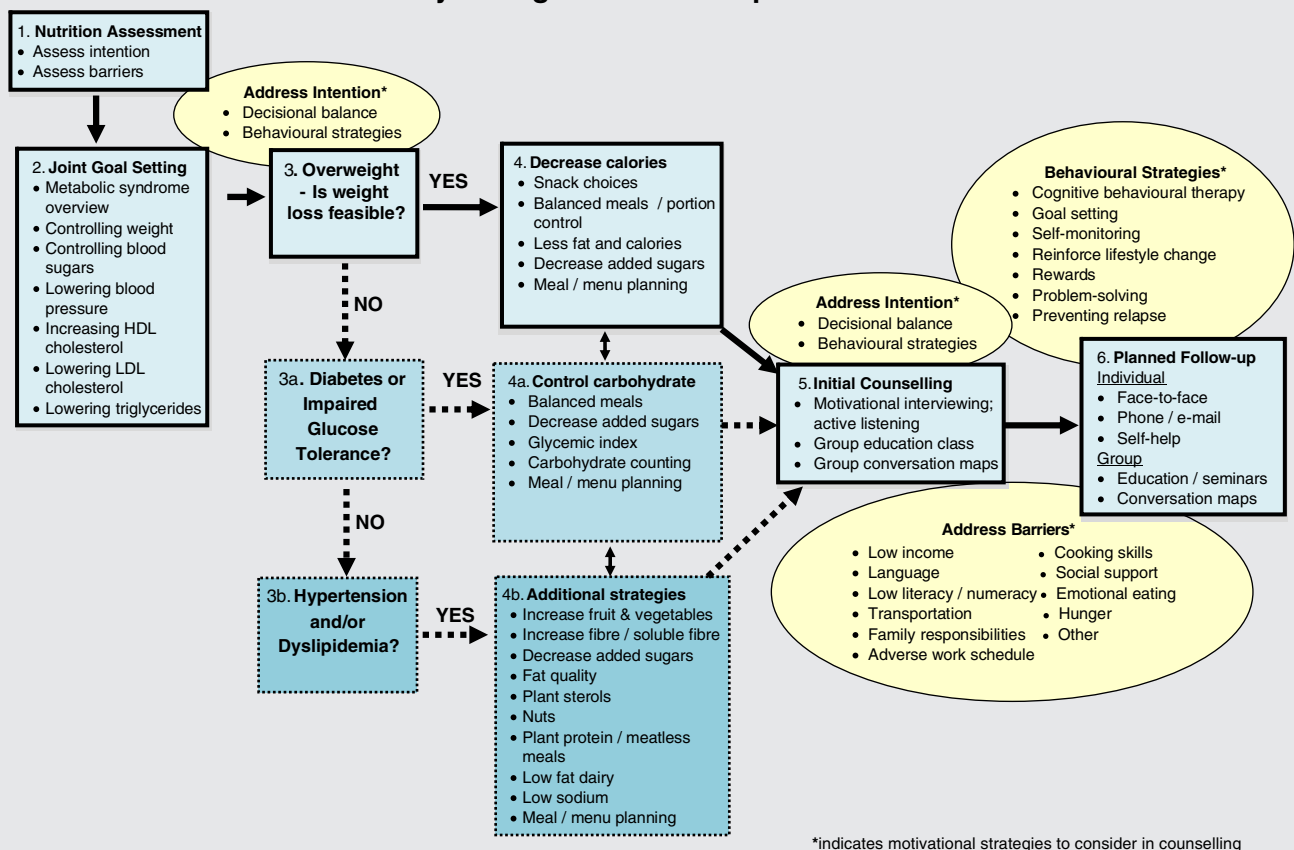 1. Nutrition Assessment
• Assess intention
• Assess barriers
Address Intention*
• Decisional balance
• Behavioural strategies
2. Joint Goal Setting
• Metabolic syndrome
overview
• Controlling weight
• Controlling blood
sugars
• Lowering blood
pressure
• Increasing HDL
cholesterol
• Lowering LDL
cholesterol
• Lowering triglycerides
3. Overweight
- Is weight
loss feasible?
YES
NO
4. Decrease calories
• Snack choices
• Balanced meals / portion
control
• Less fat and calories
• Decrease added sugars
• Meal / menu planning
3a. Diabetes or
Impaired
Glucose
Tolerance?
YES
NO
4a. Control carbohydrate
• Balanced meals
• Decrease added sugars
• Glycemic index
• Carbohydrate counting
• Meal / menu planning
3b. Hypertension
and/or
Dyslipidemia?
YES
4b. Additional strategies
• Increase fruit & vegetables
• Increase fibre / soluble fibre
• Decrease added sugars
• Fat quality
• Plant sterols
• Nuts
• Plant protein / meatless
meals
• Low fat dairy
• Low sodium
• Meal / menu planning
Address Intention*
• Decisional balance
• Behavioural strategies
5. Initial Counselling
• Motivational interviewing;
active listening
• Group education class
• Group conversation maps
Behavioural Strategies*
• Cognitive behavioural therapy
• Goal setting
• Self-monitoring
• Reinforce lifestyle change
• Rewards
• Problem-solving
• Preventing relapse
6. Planned Follow-up
Individual
• Face-to-face
• Phone / e-mail
• Self-help
Group
• Education / seminars
• Conversation maps
Address Barriers*
• Low income
• Language
• Low literacy / numeracy
• Transportation
• Family responsibilities
• Adverse work schedule
• Cooking skills
• Social support
• Emotional eating
• Hunger
• Other
*indicates motivational strategies to consider in counselling